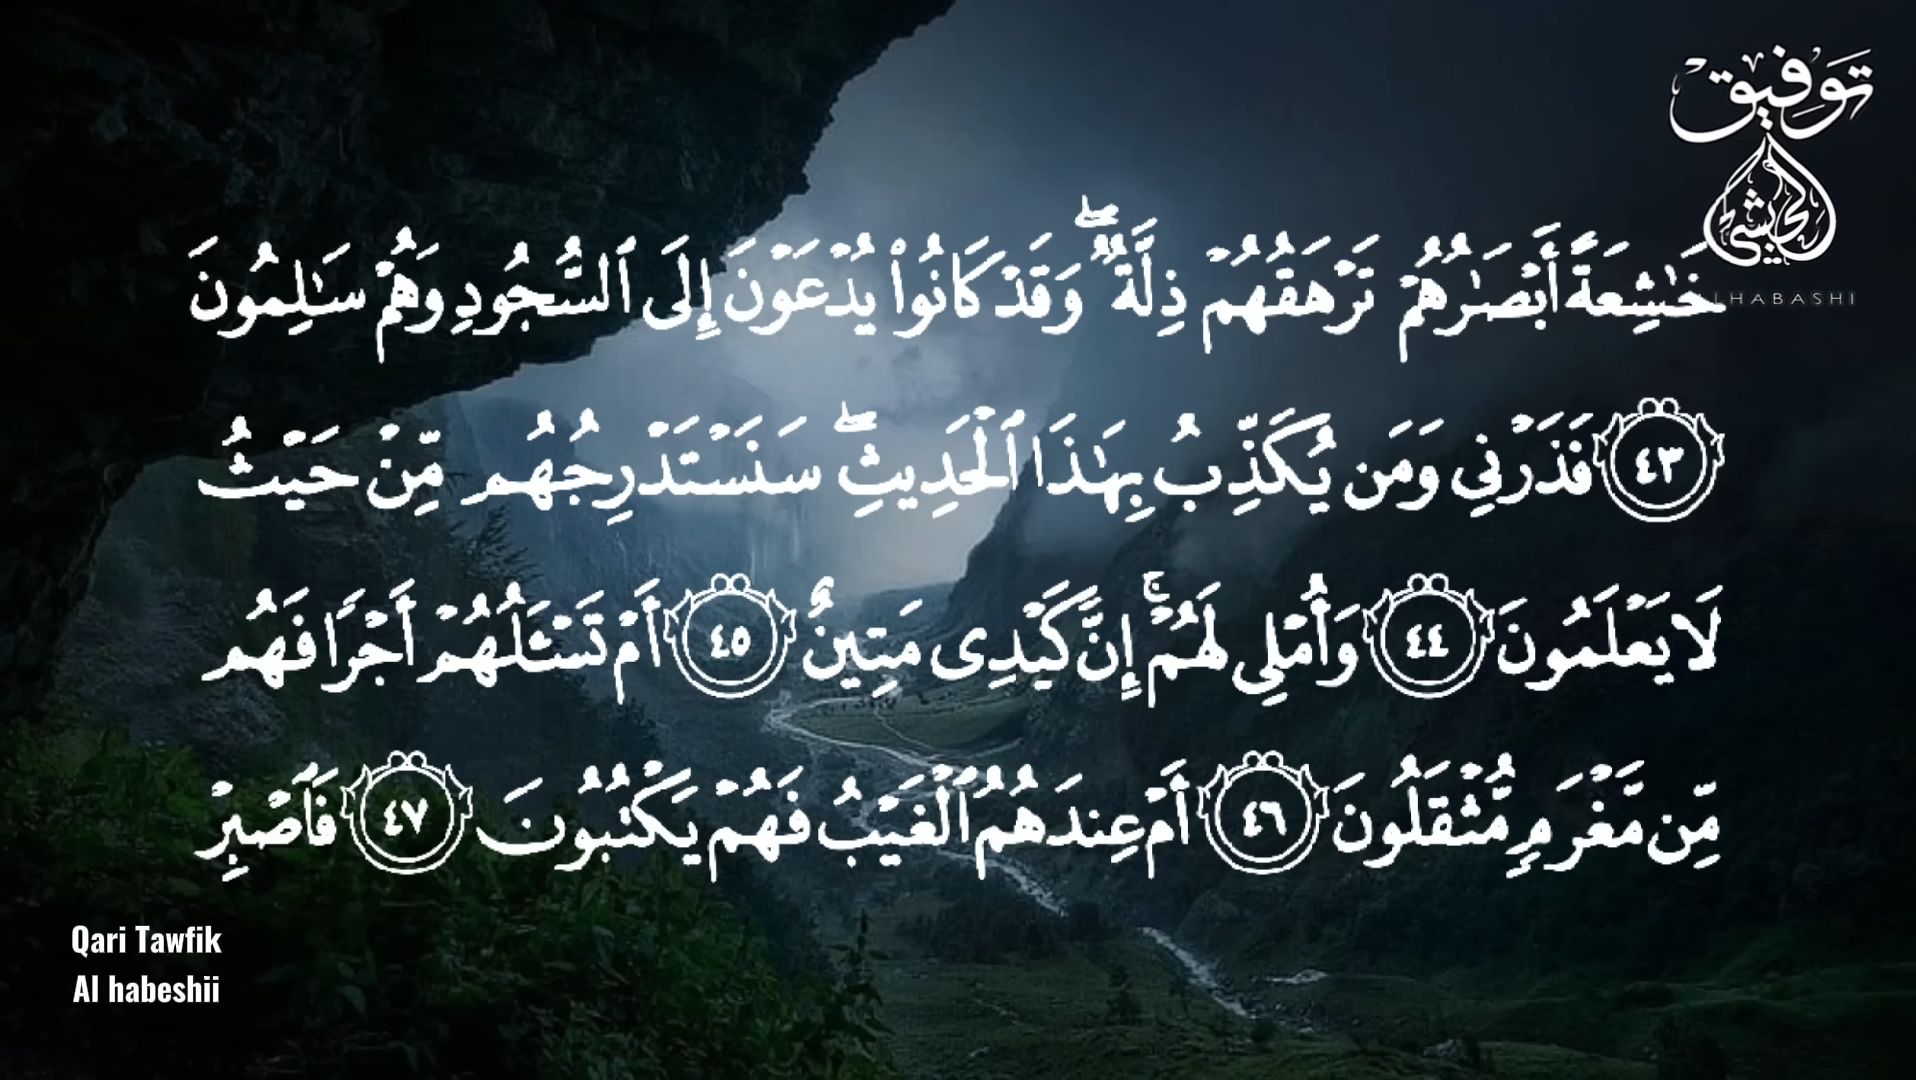 توفيق
الحبشي
ALHABASHI
خَٰشِعَةً أَبْصَٰرُهُمْ تَرْهَقُهُمْ ذِلَّةٌ ۖ وَقَدْ كَانُوا۟ يُدْعَوْنَ إِلَى ٱلسُّجُودِ وَهُمْ سَٰلِمُونَ
٤٣ فَذَرْنِى وَمَن يُكَذِّبُ بِهَٰذَا ٱلْحَدِيثِ ۖ سَنَسْتَدْرِجُهُم مِّنْ حَيْثُ
لَا يَعْلَمُونَ ٤٤ وَأُمْلِى لَهُمْ ۚ إِنَّ كَيْدِى مَتِينٌ ٤٥ أَمْ تَسْـَٔلُهُمْ أَجْرًا فَهُم
مِّن مَّغْرَمٍ مُّثْقَلُونَ ٤٦ أَمْ عِندَهُمُ ٱلْغَيْبُ فَهُمْ يَكْتُبُونَ ٤٧ فَٱصْبِرْ
Qari Tawfik
Al habeshii